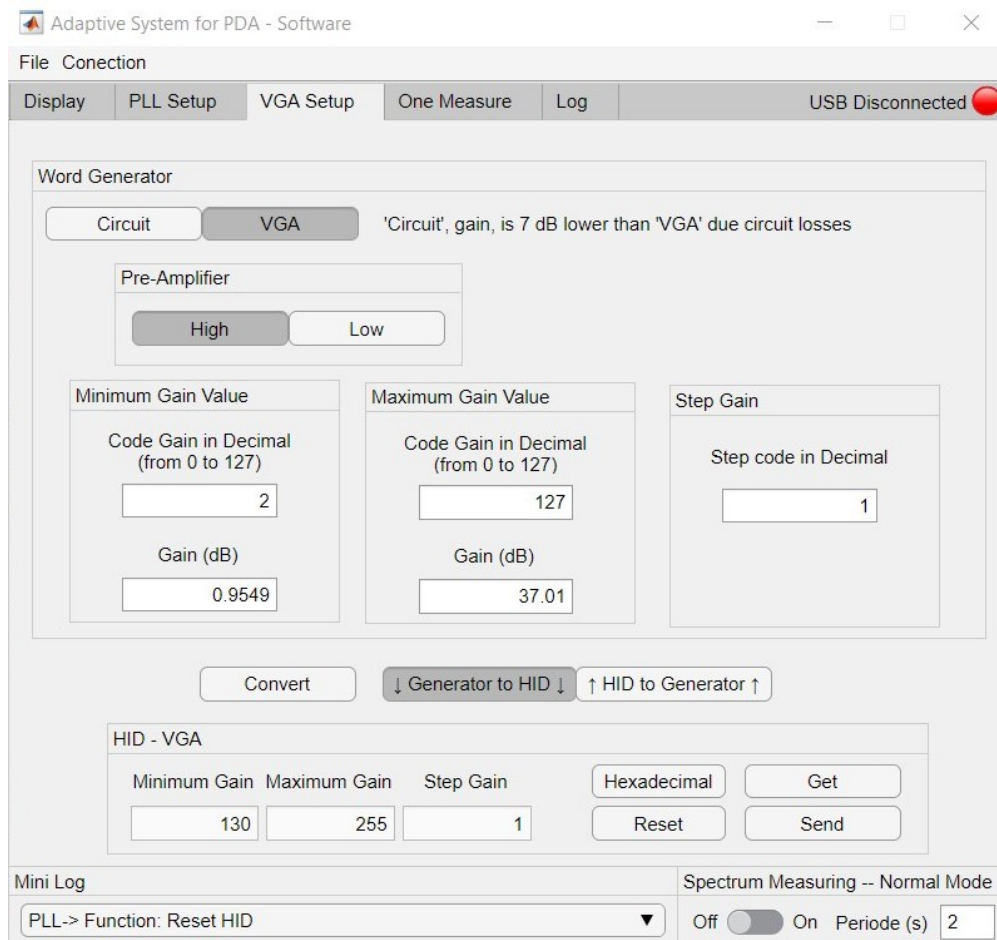 Adaptive System for PDA - Software
File Conection
Display PLL Setup VGA Setup One Measure Log USB Disconnected
Word Generator
Circuit VGA 'Circuit', gain, is 7 dB lower than 'VGA' due circuit losses
Pre-Amplifier
High Low
Minimum Gain Value
Code Gain in Decimal
(from 0 to 127)
2
Gain (dB)
0.9549
Maximum Gain Value
Code Gain in Decimal
(from 0 to 127)
127
Gain (dB)
37.01
Step Gain
Step code in Decimal
1
Convert ↓ Generator to HID ↓ ↑ HID to Generator ↑
HID - VGA
Minimum Gain Maximum Gain Step Gain Hexadecimal Get
130 255 1 Reset Send
Mini Log
PLL-> Function: Reset HID
Spectrum Measuring -- Normal Mode
Off On Periode (s) 2